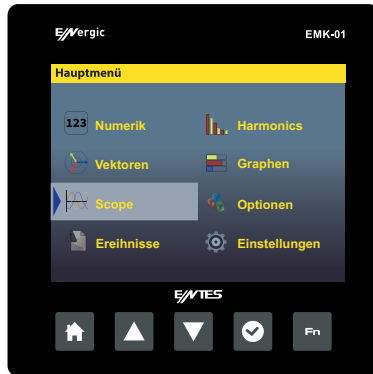 ENergic
EMK-01
Hauptmenü
123 Numerik
Harmonics
Vektoren
Graphen
Scope
Optionen
Ereihnisse
Einstellungen
ENTES
Fn